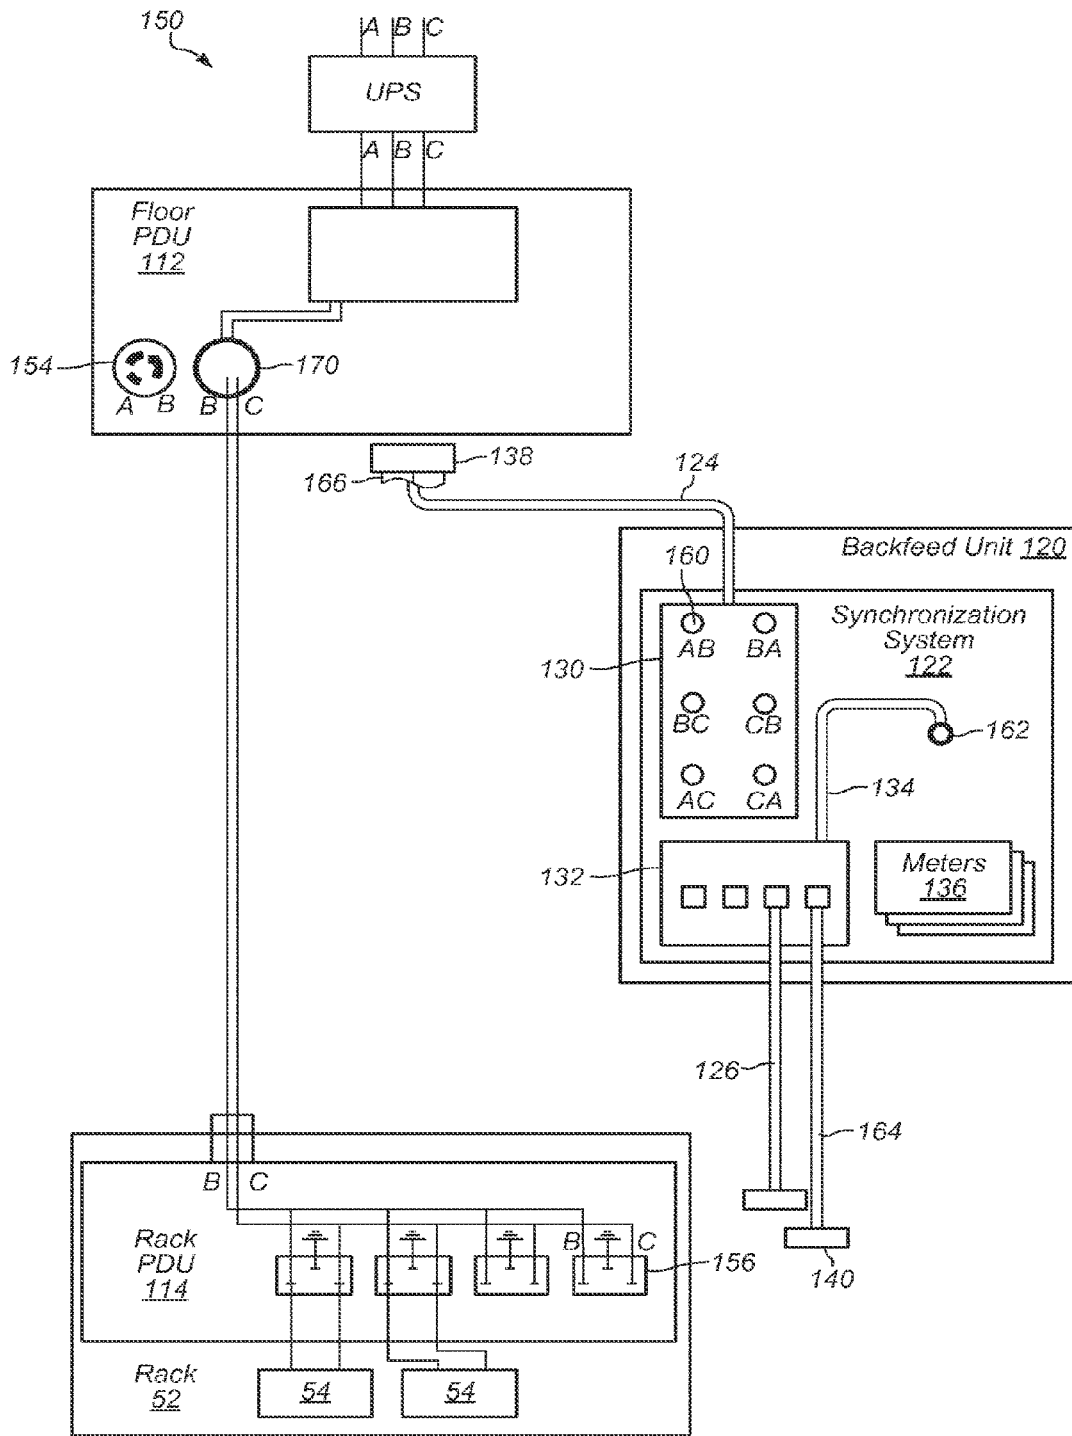 150
A B C
UPS
A B C
Floor
PDU
112
154
170
A B B C
138
166
124
Backfeed Unit 120
160
Synchronization
System
122
AB BA
130
BC CB
162
AC CA
134
132
Meters
136
126
164
B C
Rack
PDU
114
B C
156
140
Rack
52
54 54